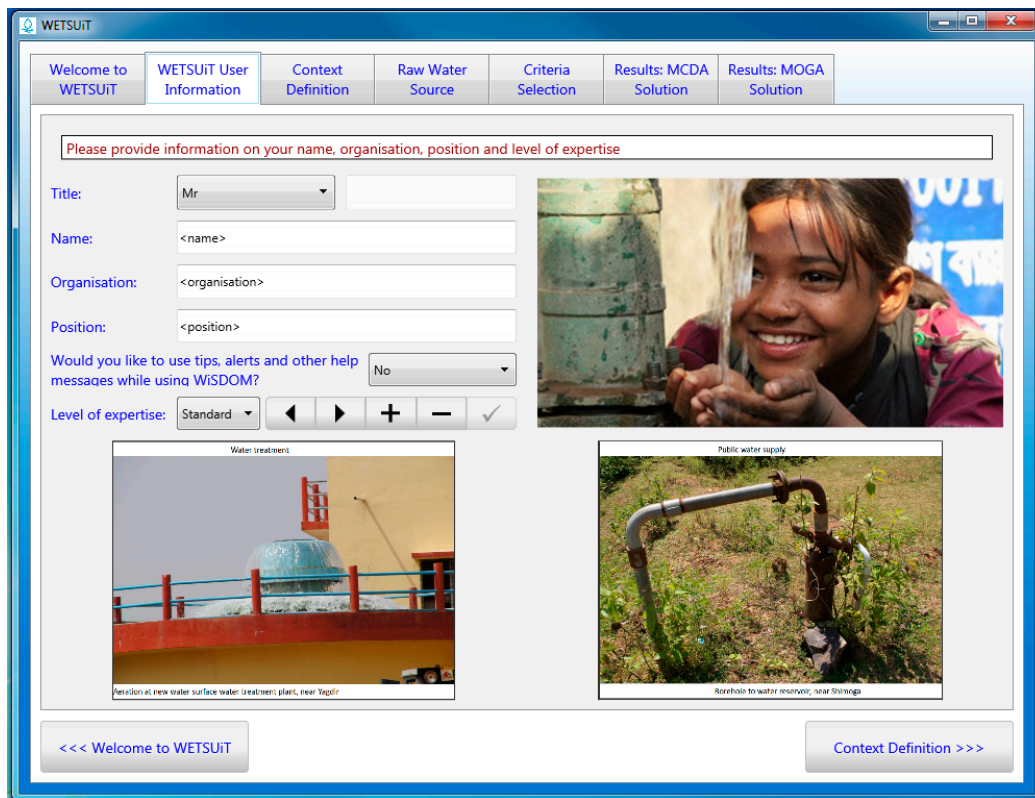 WETSUiT
Welcome to
WETSUiT
WETSUiT User
Information
Context
Definition
Raw Water
Source
Criteria
Selection
Results: MCDA
Solution
Results: MOGA
Solution
Please provide information on your name, organisation, position and level of expertise
Title:
Mr
Name:
<name>
Organisation:
<organisation>
Position:
<position>
Would you like to use tips, alerts and other help
messages while using WiSDOM?
No
Level of expertise:
Standard
Water treatment
Aeration at new water surface water treatment plant, near Yagdir
Public water supply
Borehole to water reservoir, near Shimoga
<<< Welcome to WETSUiT
Context Definition >>>